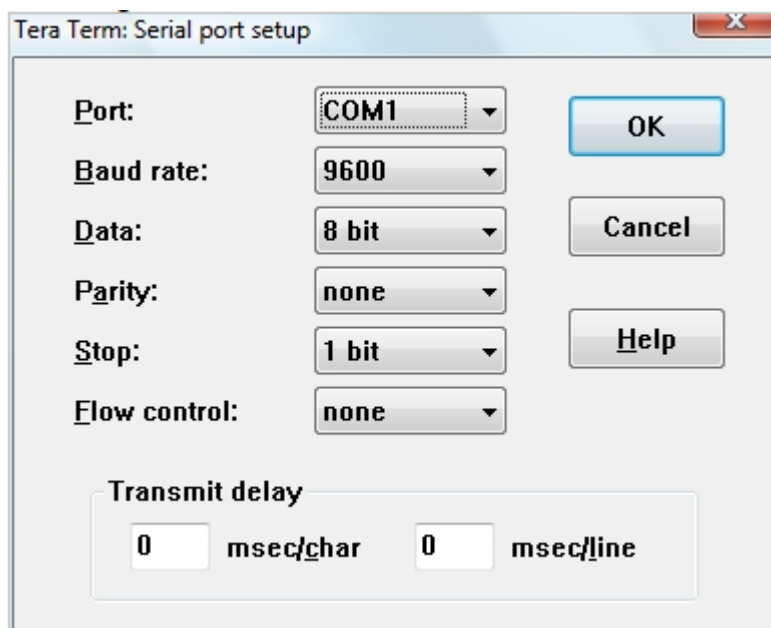 Tera Term: Serial port setup
Port: COM1 OK
Baud rate: 9600
Data: 8 bit Cancel
Parity: none
Stop: 1 bit Help
Flow control: none
Transmit delay
0 msec/char 0 msec/line